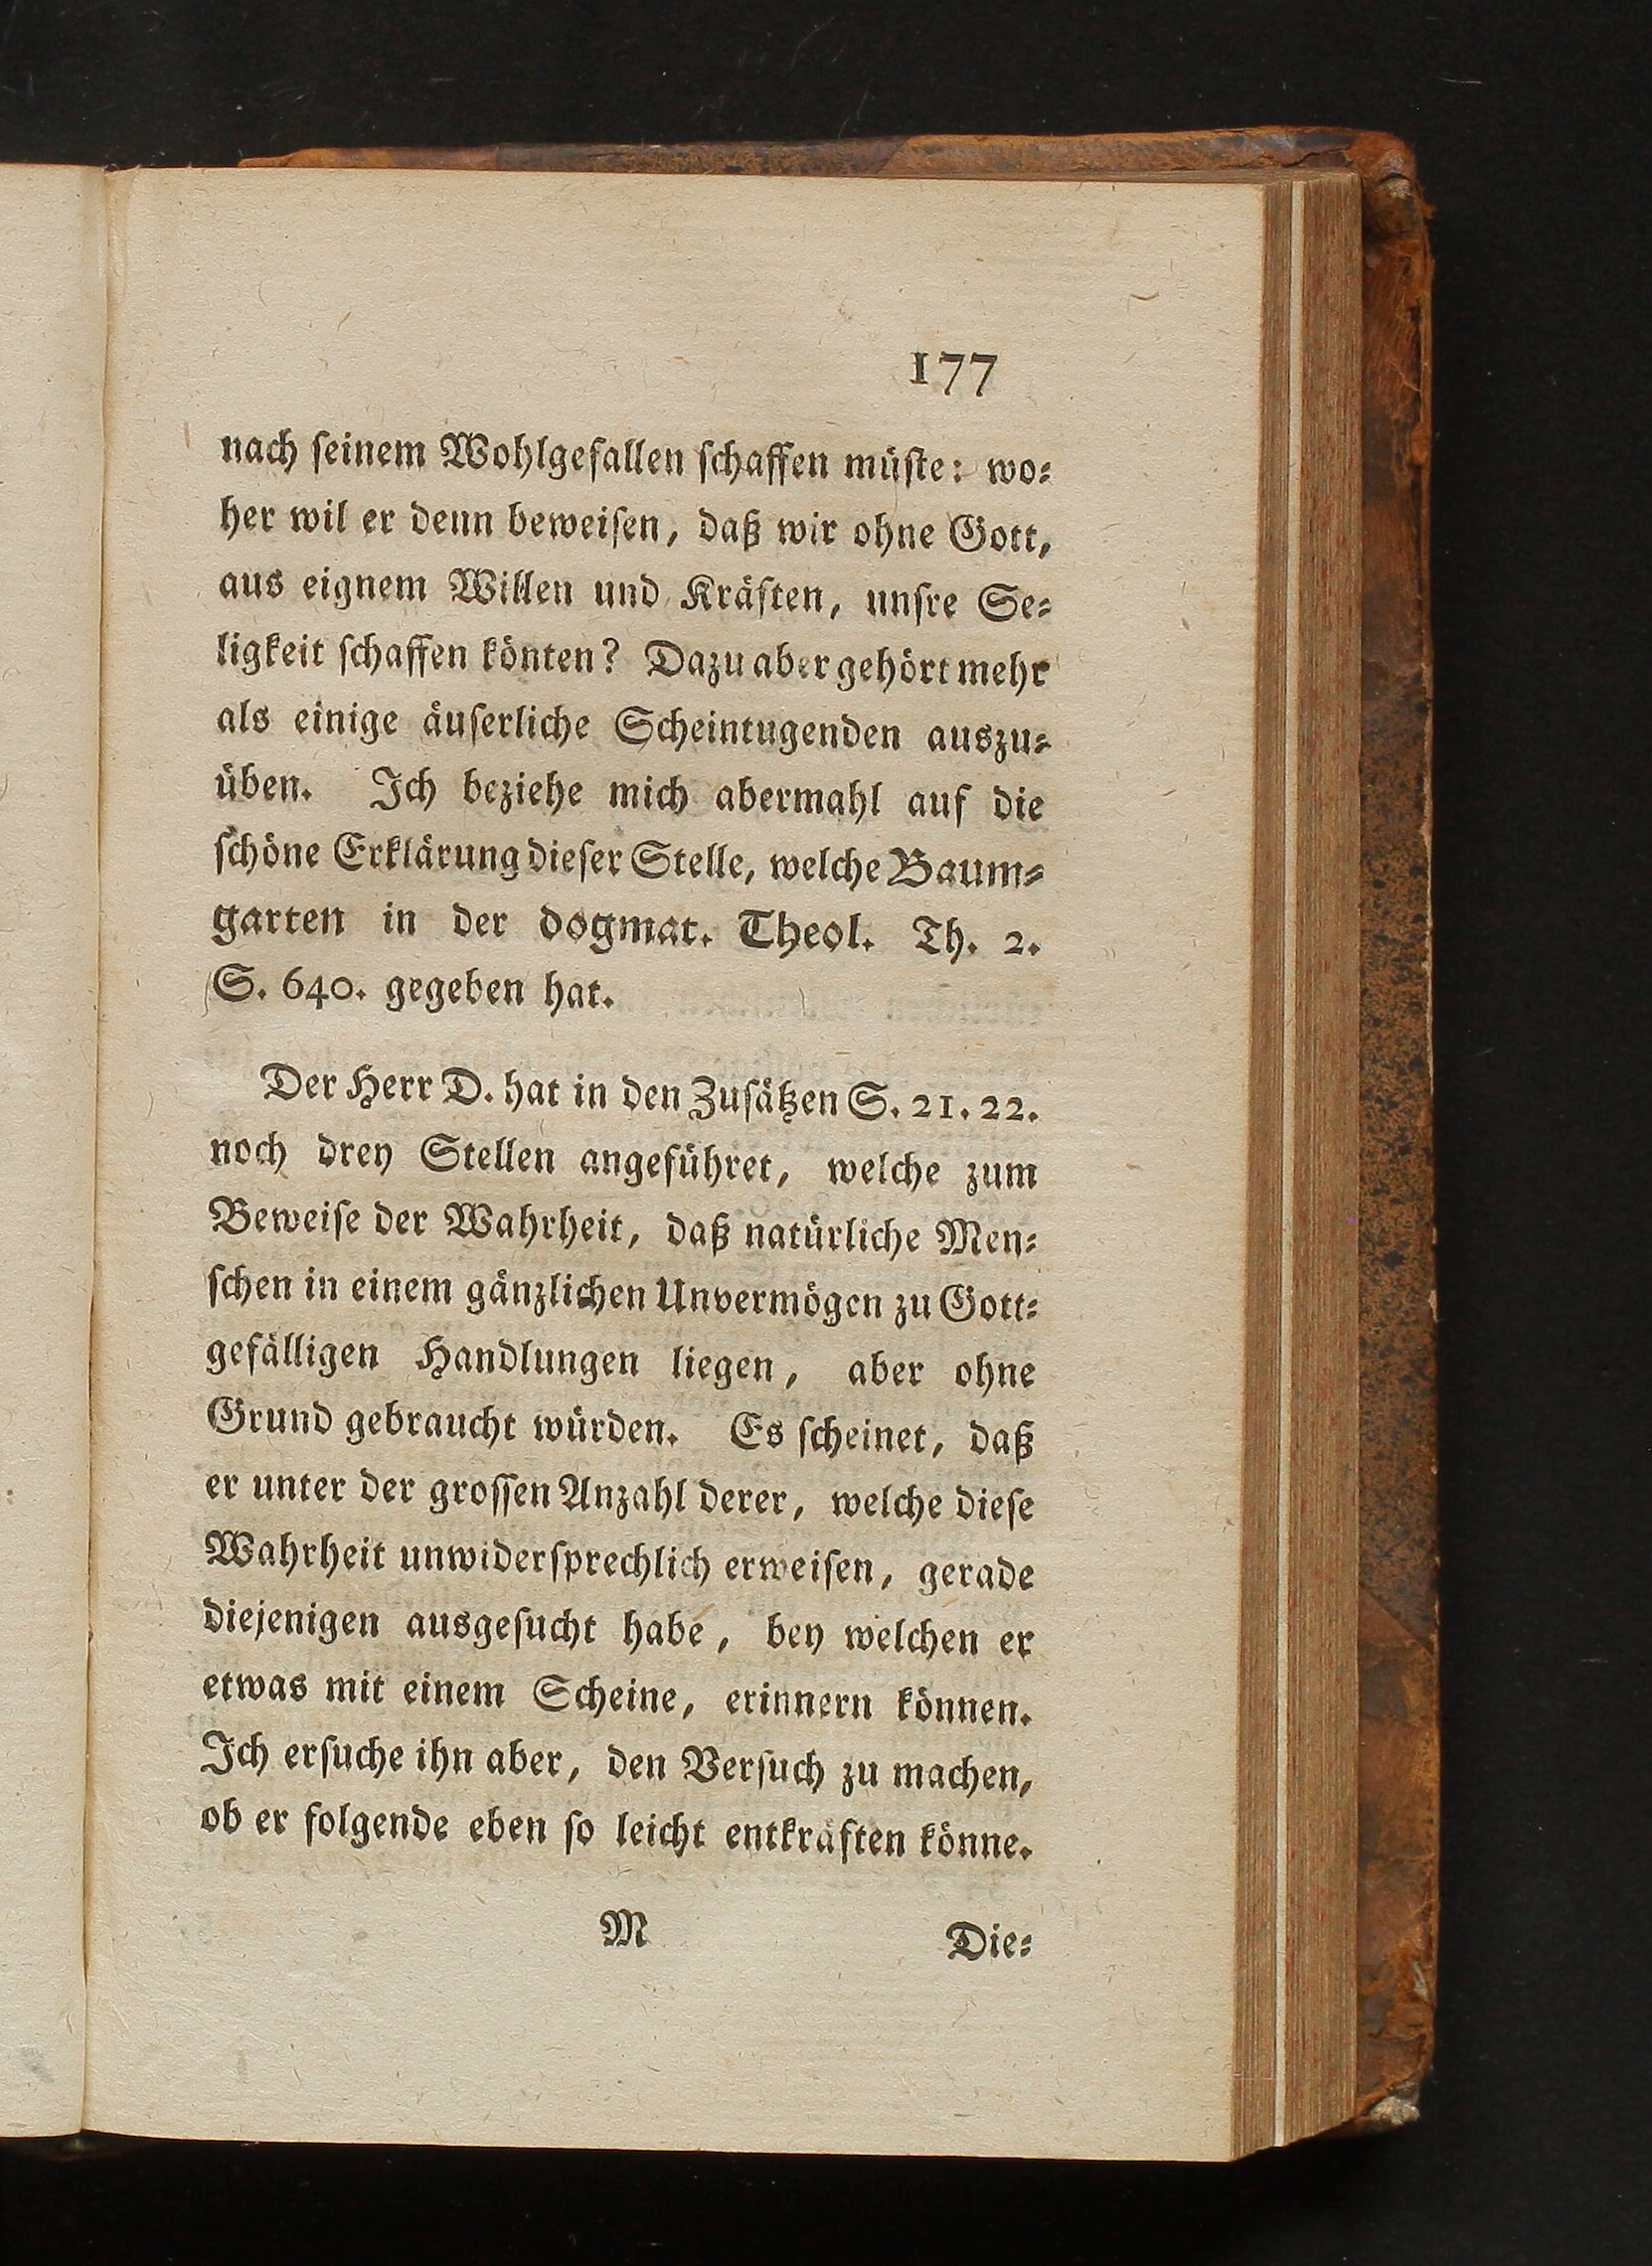 177
nach ſeinem Wohlgefallen ſchaffen müſte: wo⸗
her wil er denn beweiſen, daß wir ohne Gott,
aus eignem Willen und Kräften, unſre Se⸗
ligkeit ſchaffen könten? Dazu aber gehört mehr
als einige äuſerliche Scheintugenden auszu⸗
üben. Ich beziehe mich abermahl auf die
ſchöne Erklärung dieſer Stelle, welche Baum⸗
garten in der dogmat. Theol. Th. 2.
S. 640. gegeben hat.
Der Herr D. hat in den Zuſätzen S. 21. 22.
noch drey Stellen angeführet, welche zum
Beweiſe der Wahrheit, daß natürliche Men⸗
ſchen in einem gänzlichen Unvermögen zu Gott⸗
gefälligen Handlungen liegen, aber ohne
Grund gebraucht würden. Es ſcheinet, daß
er unter der groſſen Anzahl derer, welche dieſe
Wahrheit unwiderſprechlich erweiſen, gerade
diejenigen ausgeſucht habe, bey welchen er
etwas mit einem Scheine, erinnern können.
Ich erſuche ihn aber, den Verſuch zu machen,
ob er folgende eben ſo leicht entkräften könne.
M Die⸗